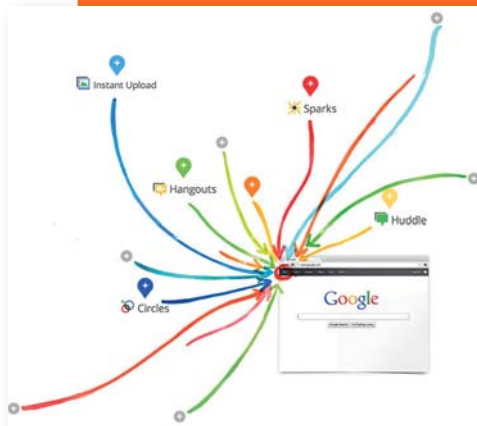 Instant Upload
Sparks
Hangouts
Huddle
Circles
Google